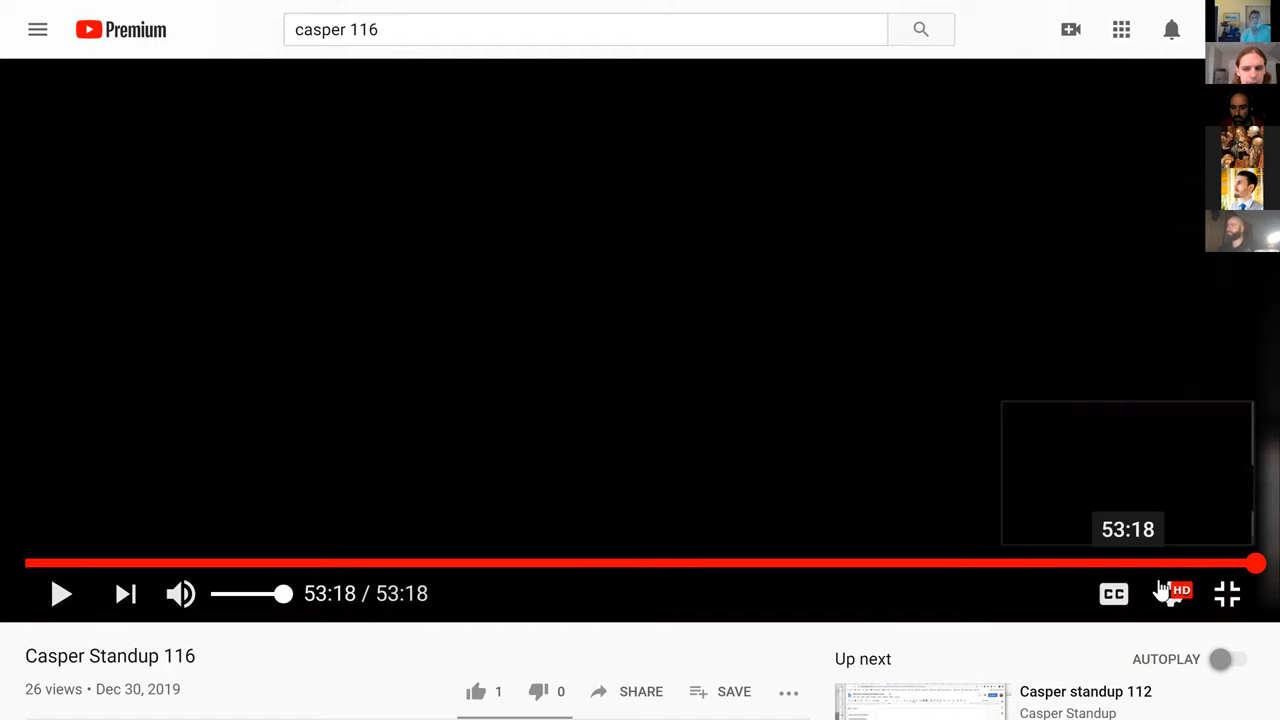 Premium
casper 116
53:18
53:18 / 53:18
CC
HD
Casper Standup 116
Up next
AUTOPLAY
26 views • Dec 30, 2019
1
0
SHARE
SAVE
Casper standup 112
Casper Standup